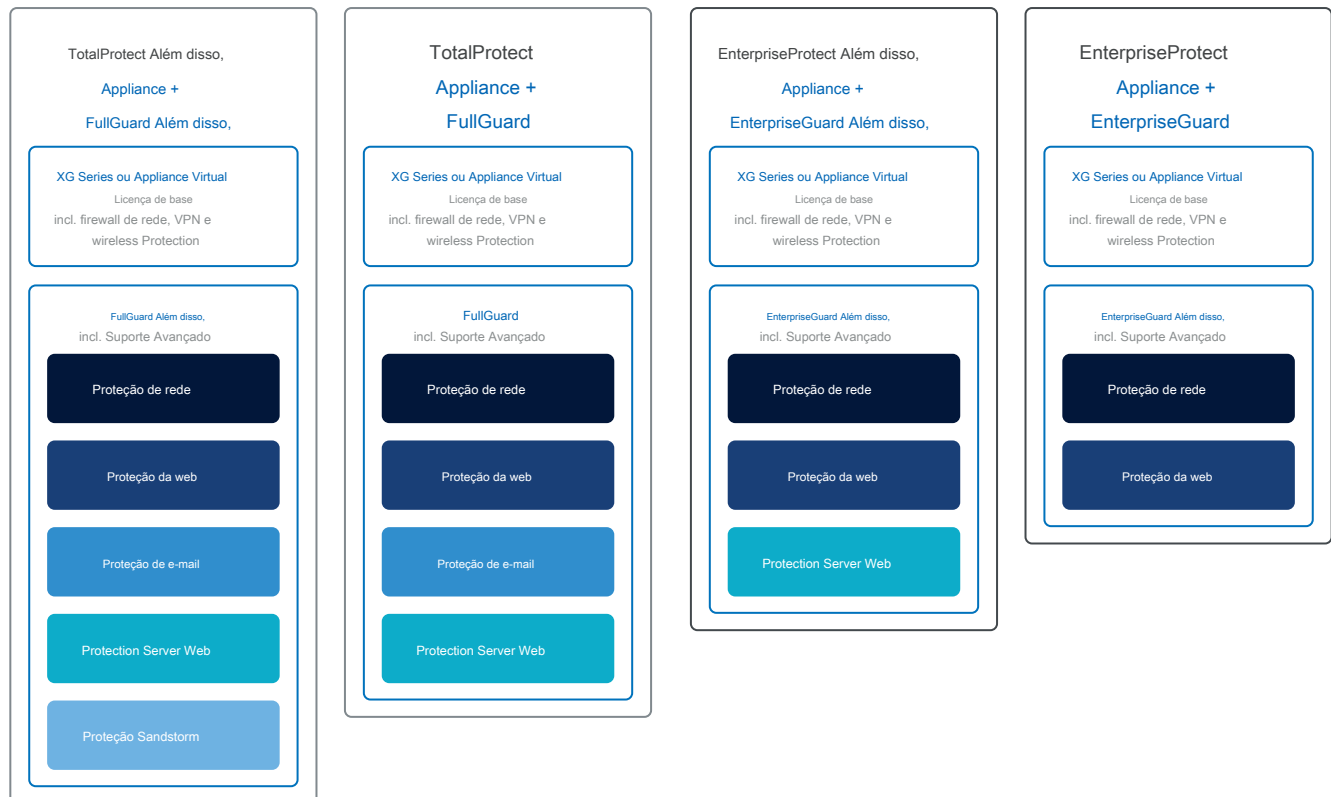 TotalProtect Além disso,
Appliance +
FullGuard Além disso,
XG Series ou Appliance Virtual
Licença de base
incl. firewall de rede, VPN e
wireless Protection
FullGuard Além disso,
incl. Suporte Avançado
Proteção de rede
Proteção da web
Proteção de e-mail
Protection Server Web
Proteção Sandstorm
TotalProtect
Appliance +
FullGuard
XG Series ou Appliance Virtual
Licença de base
incl. firewall de rede, VPN e
wireless Protection
FullGuard
incl. Suporte Avançado
Proteção de rede
Proteção da web
Proteção de e-mail
Protection Server Web
EnterpriseProtect Além disso,
Appliance +
EnterpriseGuard Além disso,
XG Series ou Appliance Virtual
Licença de base
incl. firewall de rede, VPN e
wireless Protection
EnterpriseGuard Além disso,
incl. Suporte Avançado
Proteção de rede
Proteção da web
Protection Server Web
EnterpriseProtect
Appliance +
EnterpriseGuard
XG Series ou Appliance Virtual
Licença de base
incl. firewall de rede, VPN e
wireless Protection
EnterpriseGuard Além disso,
incl. Suporte Avançado
Proteção de rede
Proteção da web